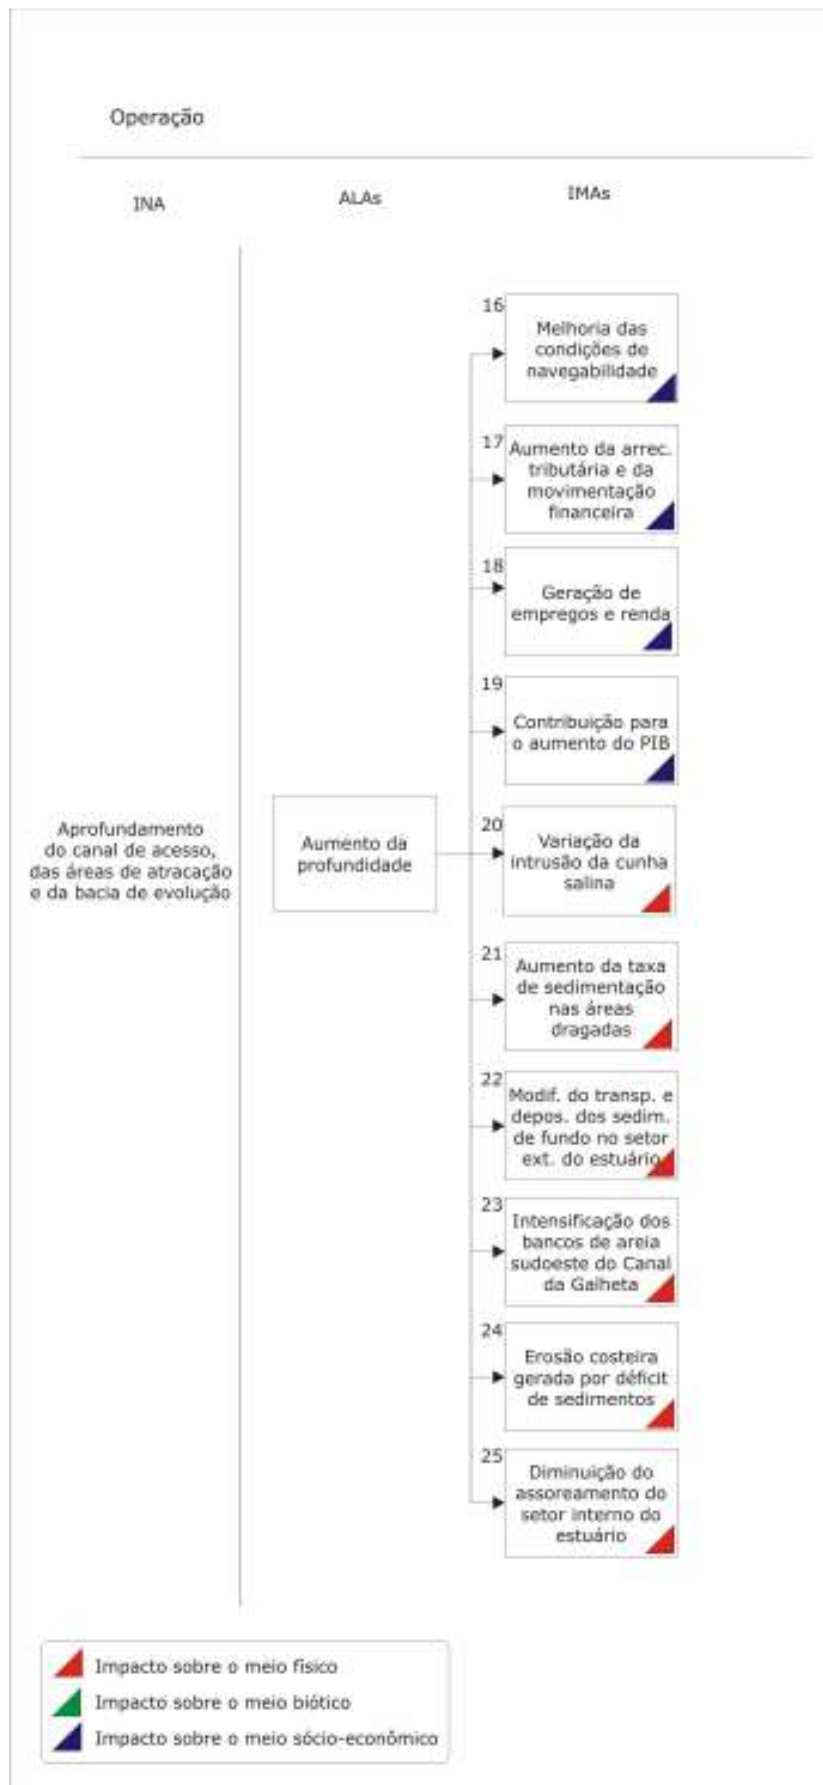 Operação
INA
ALAs
IMAs
Aprofundamento
do canal de acesso,
das áreas de atracação
e da bacia de evolução
Aumento da
profundidade
16
Melhoria das
condições de
navegabilidade
17
Aumento da arrec.
tributária e da
movimentação
financeira
18
Geração de
empregos e renda
19
Contribuição para
o aumento do PIB
20
Variação da
intrusão da cunha
salina
21
Aumento da taxa
de sedimentação
nas áreas
dragadas
22
Modif. do transp. e
depos. dos sedim.
de fundo no setor
ext. do estuário
23
Intensificação dos
bancos de areia
sudoeste do Canal
da Galheta
24
Erosão costeira
gerada por déficit
de sedimentos
25
Diminuição do
assoreamento do
setor interno do
estuário
Impacto sobre o meio físico
Impacto sobre o meio biótico
Impacto sobre o meio sócio-econômico